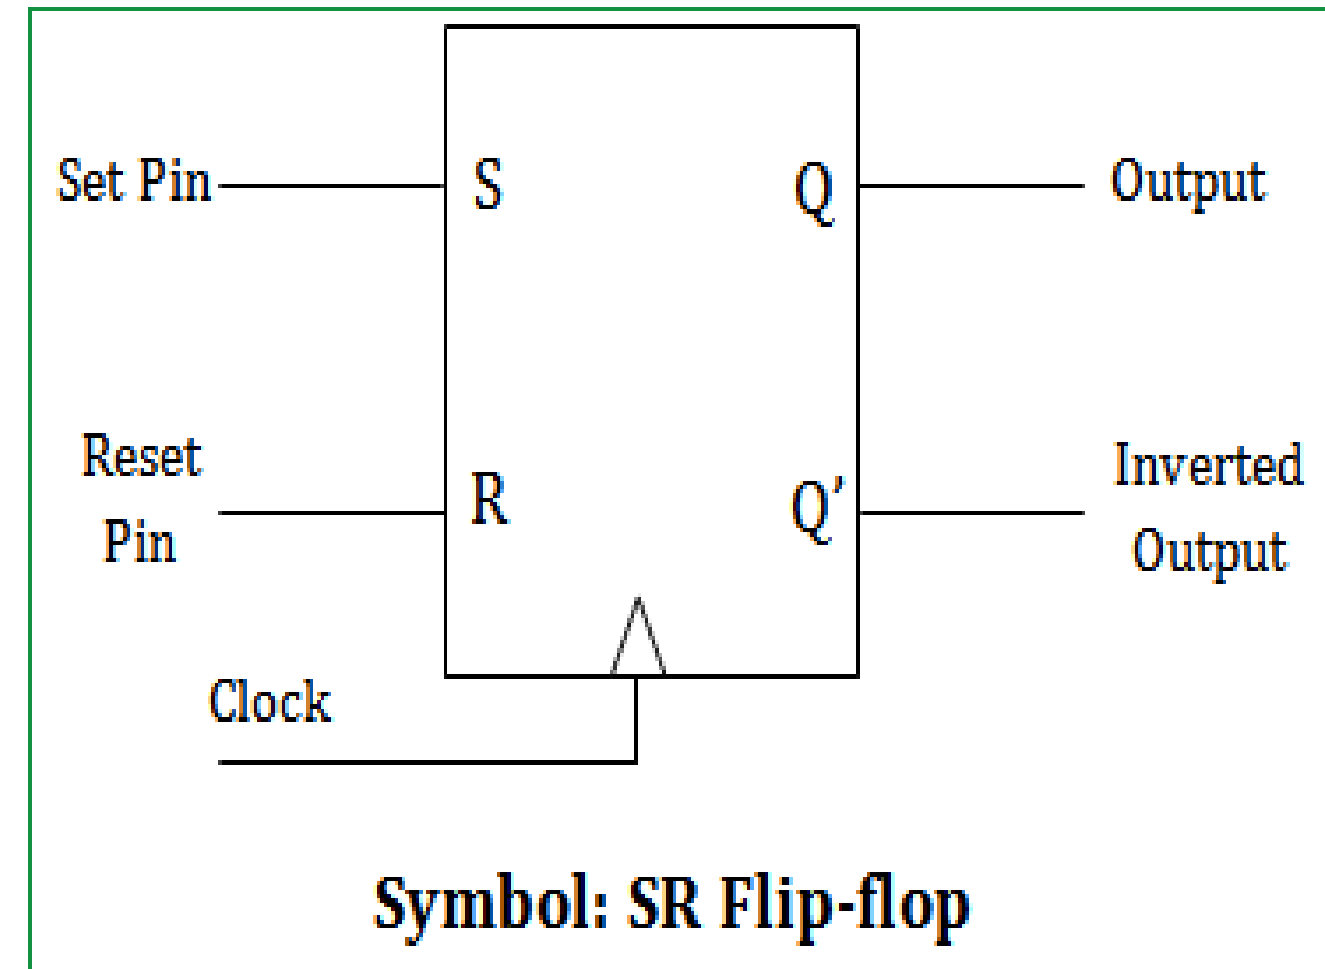 Set Pin
S
Q
Output
Reset
Pin
R
Q’
Inverted
Output
Clock
Symbol: SR Flip-flop